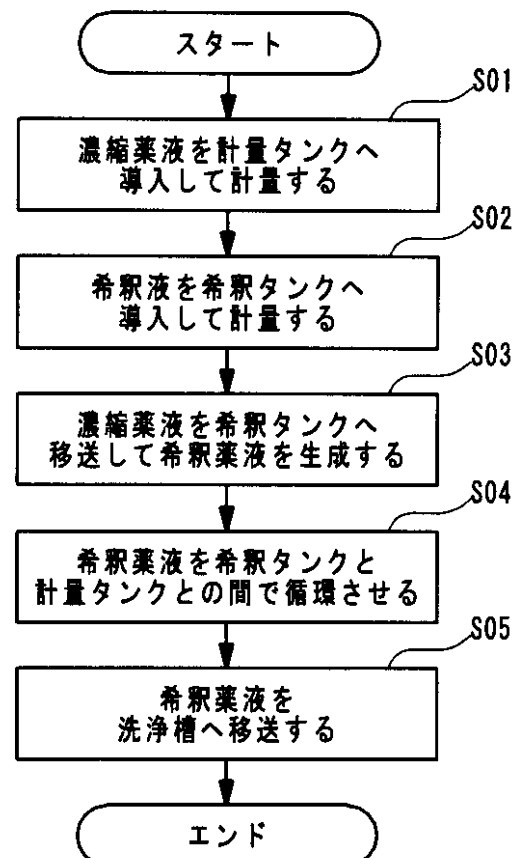 スタート
S01
濃縮薬液を計量タンクへ
導入して計量する
S02
希釈液を希釈タンクへ
導入して計量する
S03
濃縮薬液を希釈タンクへ
移送して希釈薬液を生成する
S04
希釈薬液を希釈タンクと
計量タンクとの間で循環させる
S05
希釈薬液を
洗浄槽へ移送する
エンド